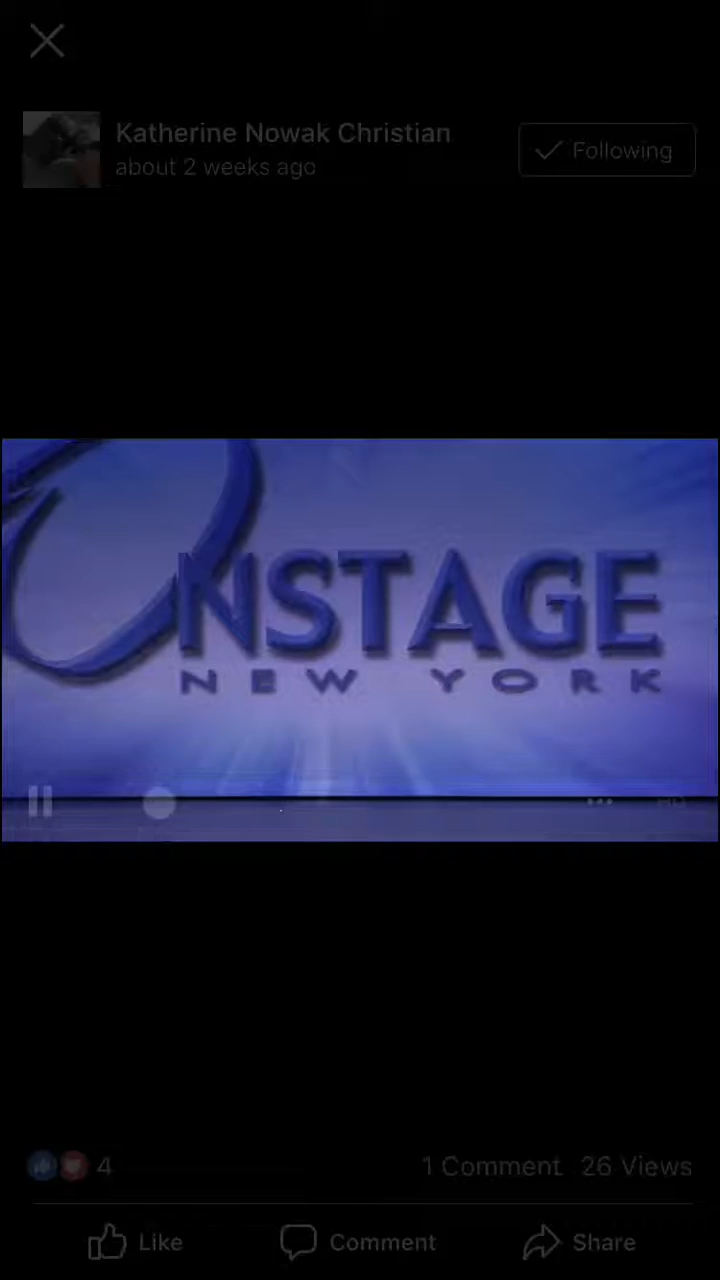 Katherine Nowak Christian
about 2 weeks ago
Following
ONSTAGE
NEW YORK
HD
4
1 Comment 26 Views
Like Comment Share